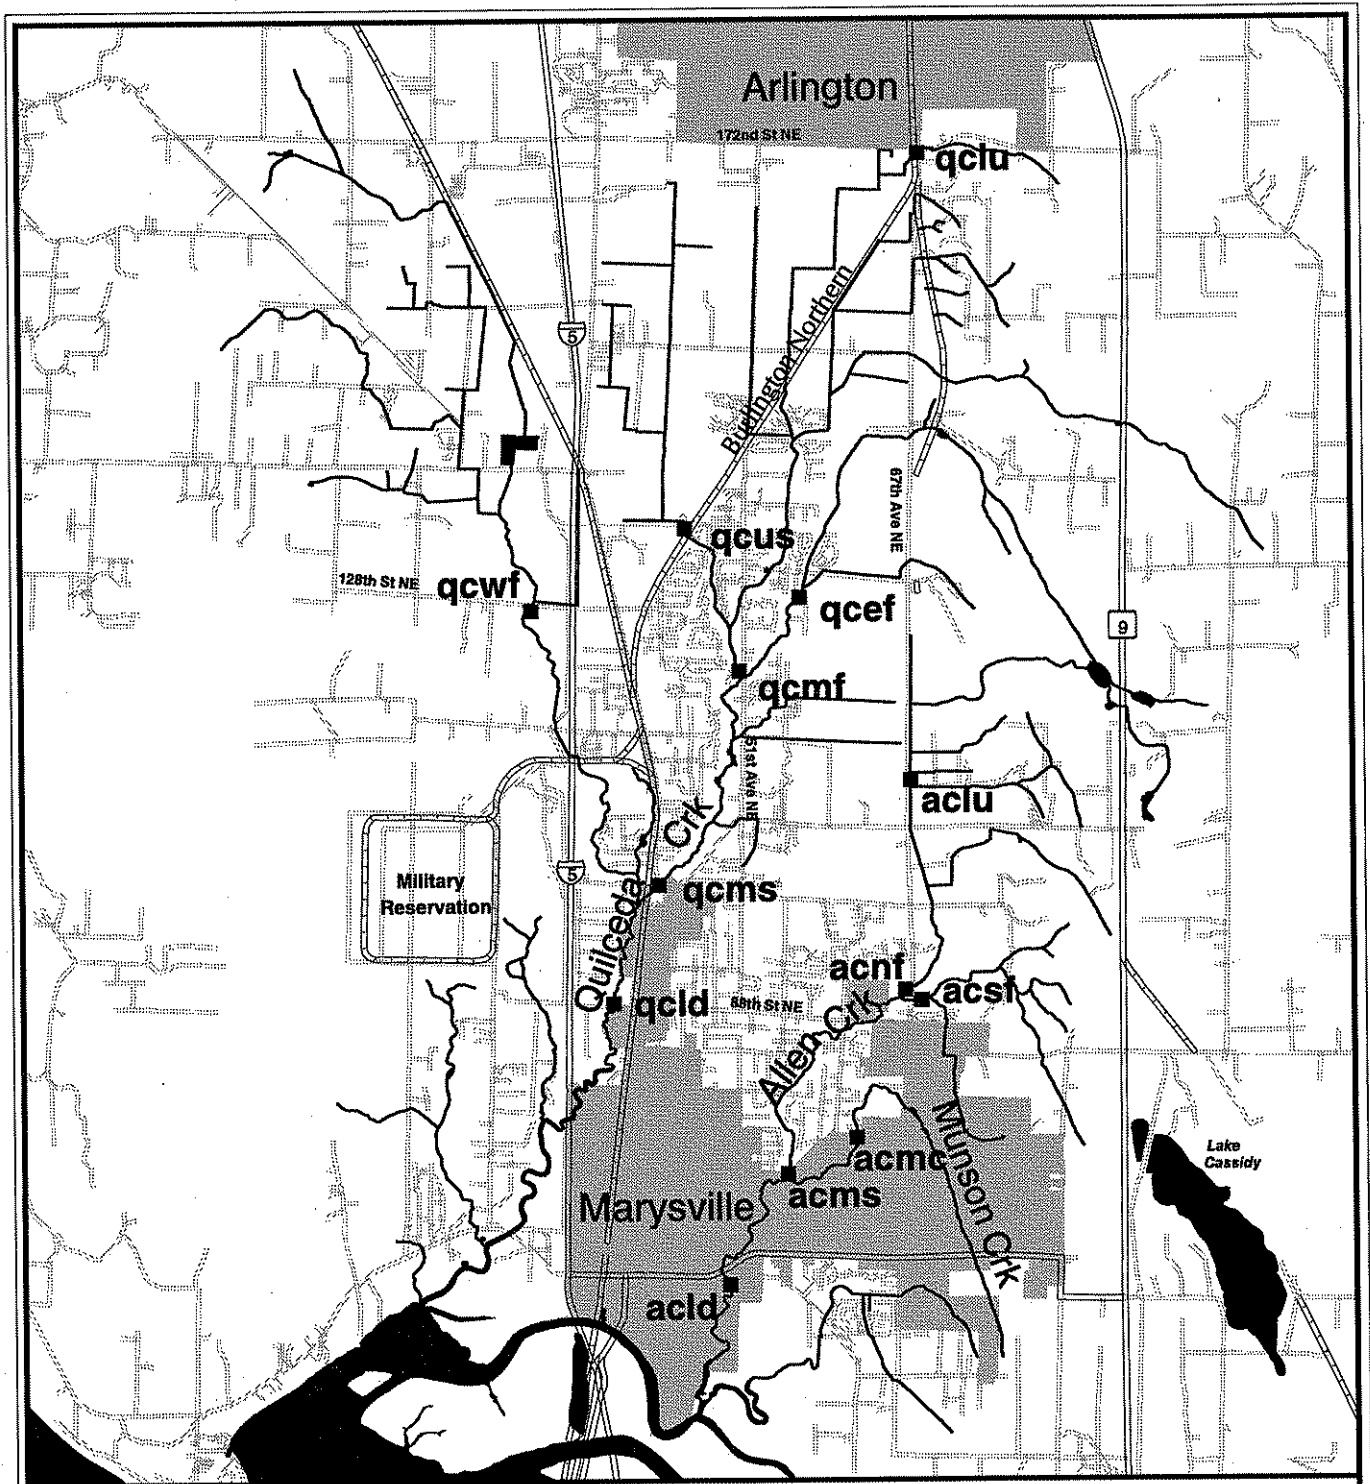 Arlington
172nd St NE
qclu
5
Burlington Northern
67th Ave NE
qcus
128th St NE
qcwf
qcef
9
qcmf
51st Ave NE
aclu
Crk
5
Military
Reservation
qcms
Quilceda
acnf
acsf
qcld
88th St NE
Allen Crk
Munson Crk
Lake
Cassidy
acmc
acms
Marysville
acld